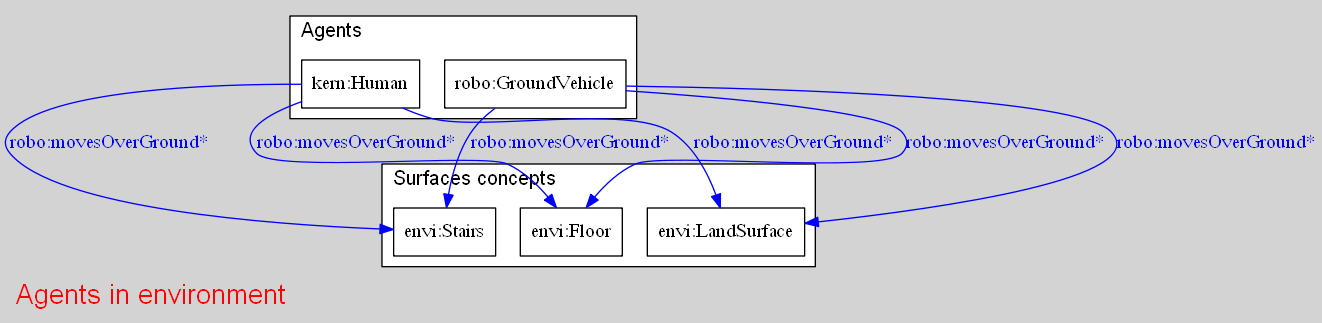 Agents
kern:Human
robo:GroundVehicle
robo:movesOverGround*
robo:movesOverGround*
robo:movesOverGround*
robo:movesOverGround*
robo:movesOverGround*
robo:movesOverGround*
Surfaces concepts
envi:Stairs
envi:Floor
envi:LandSurface
Agents in environment